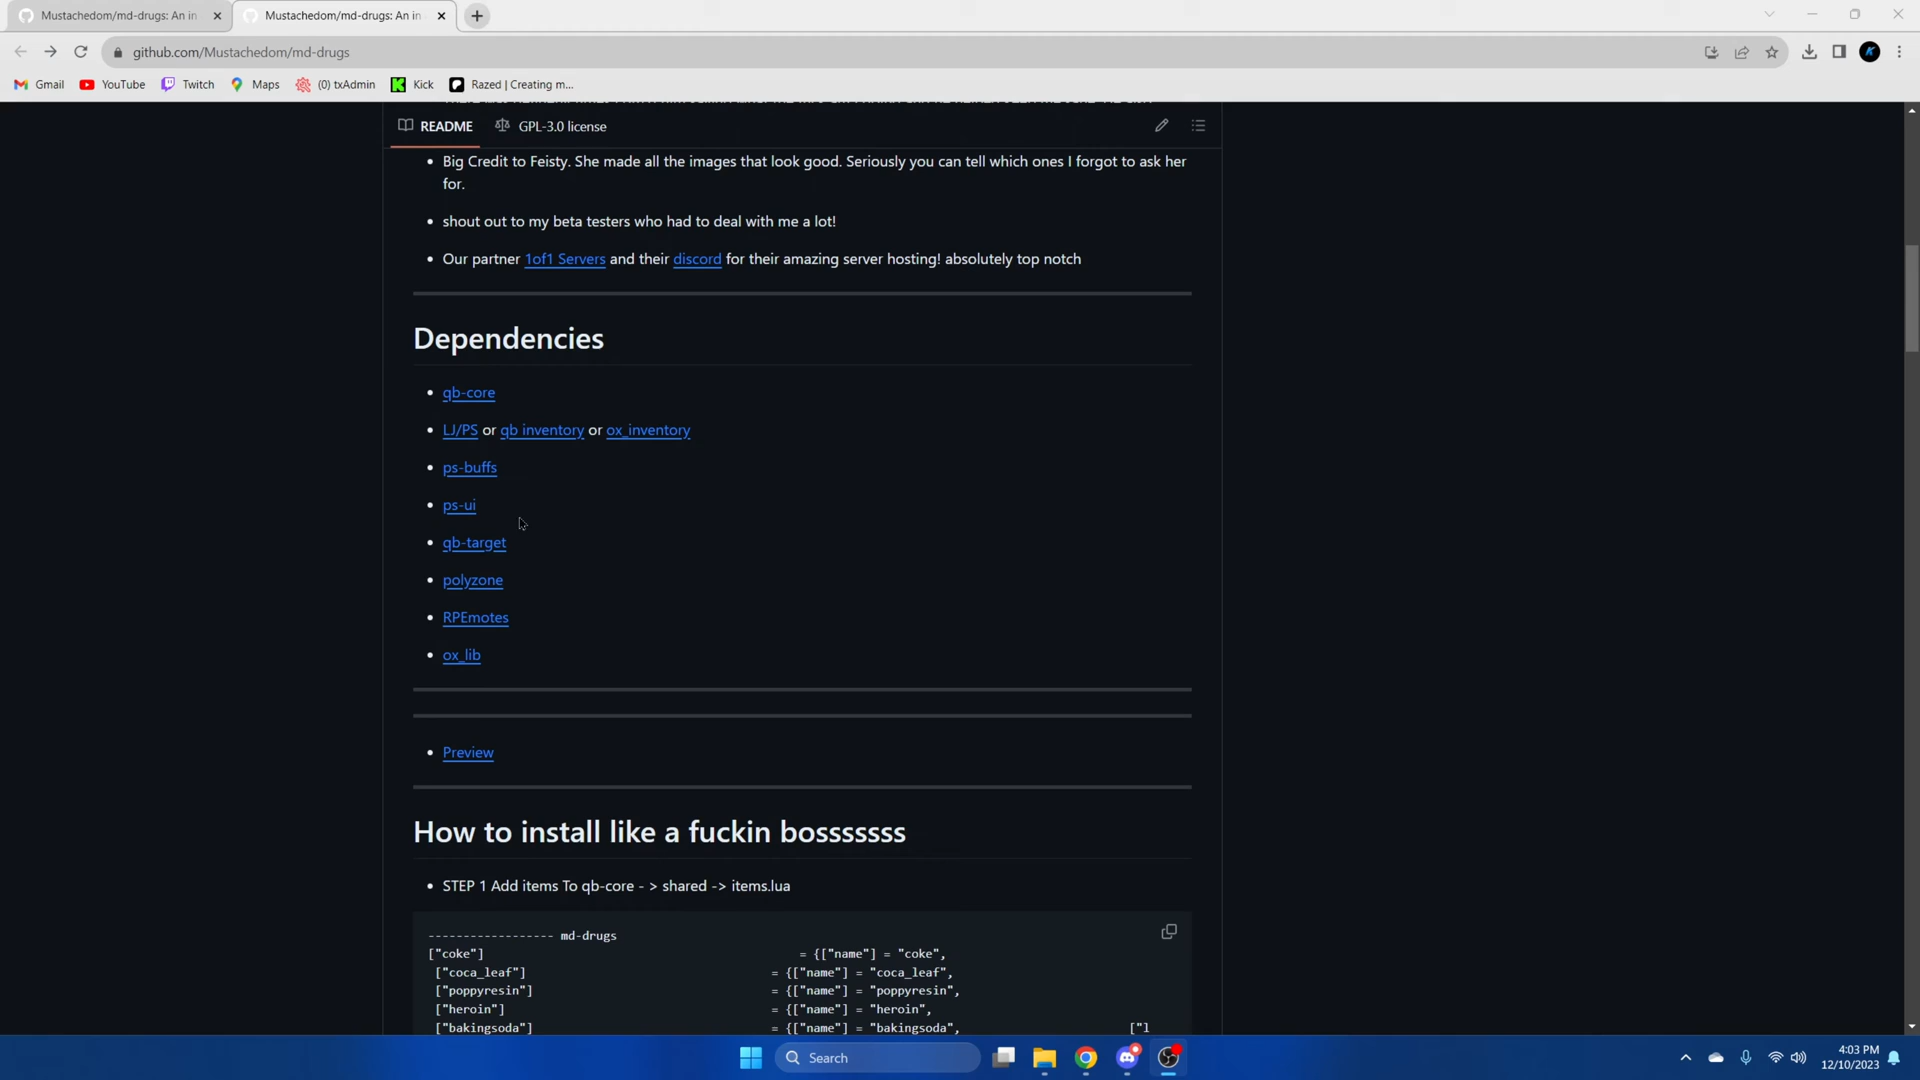 Mustachedom/md-drugs: An in
Mustachedom/md-drugs: An in
github.com/Mustachedom/md-drugs
Gmail
YouTube
Twitch
Maps
(0) txAdmin
Kick
Razed | Creating m...
README
GPL-3.0 license
Big Credit to Feisty. She made all the images that look good. Seriously you can tell which ones I forgot to ask her
for.
shout out to my beta testers who had to deal with me a lot!
Our partner 1of1 Servers and their discord for their amazing server hosting! absolutely top notch
Dependencies
qb-core
LJ/PS or qb inventory or ox_inventory
ps-buffs
ps-ui
qb-target
polyzone
RPEmotes
ox_lib
Preview
How to install like a fuckin bosssssss
STEP 1 Add items To qb-core - > shared -> items.lua
------------------ md-drugs
["coke"] = {["name"] = "coke",
["coca_leaf"] = {["name"] = "coca_leaf",
["poppyresin"] = {["name"] = "poppyresin",
["heroin"] = {["name"] = "heroin",
["bakingsoda"] = {["name"] = "bakingsoda", ["l
Search
4:03 PM
12/10/2023